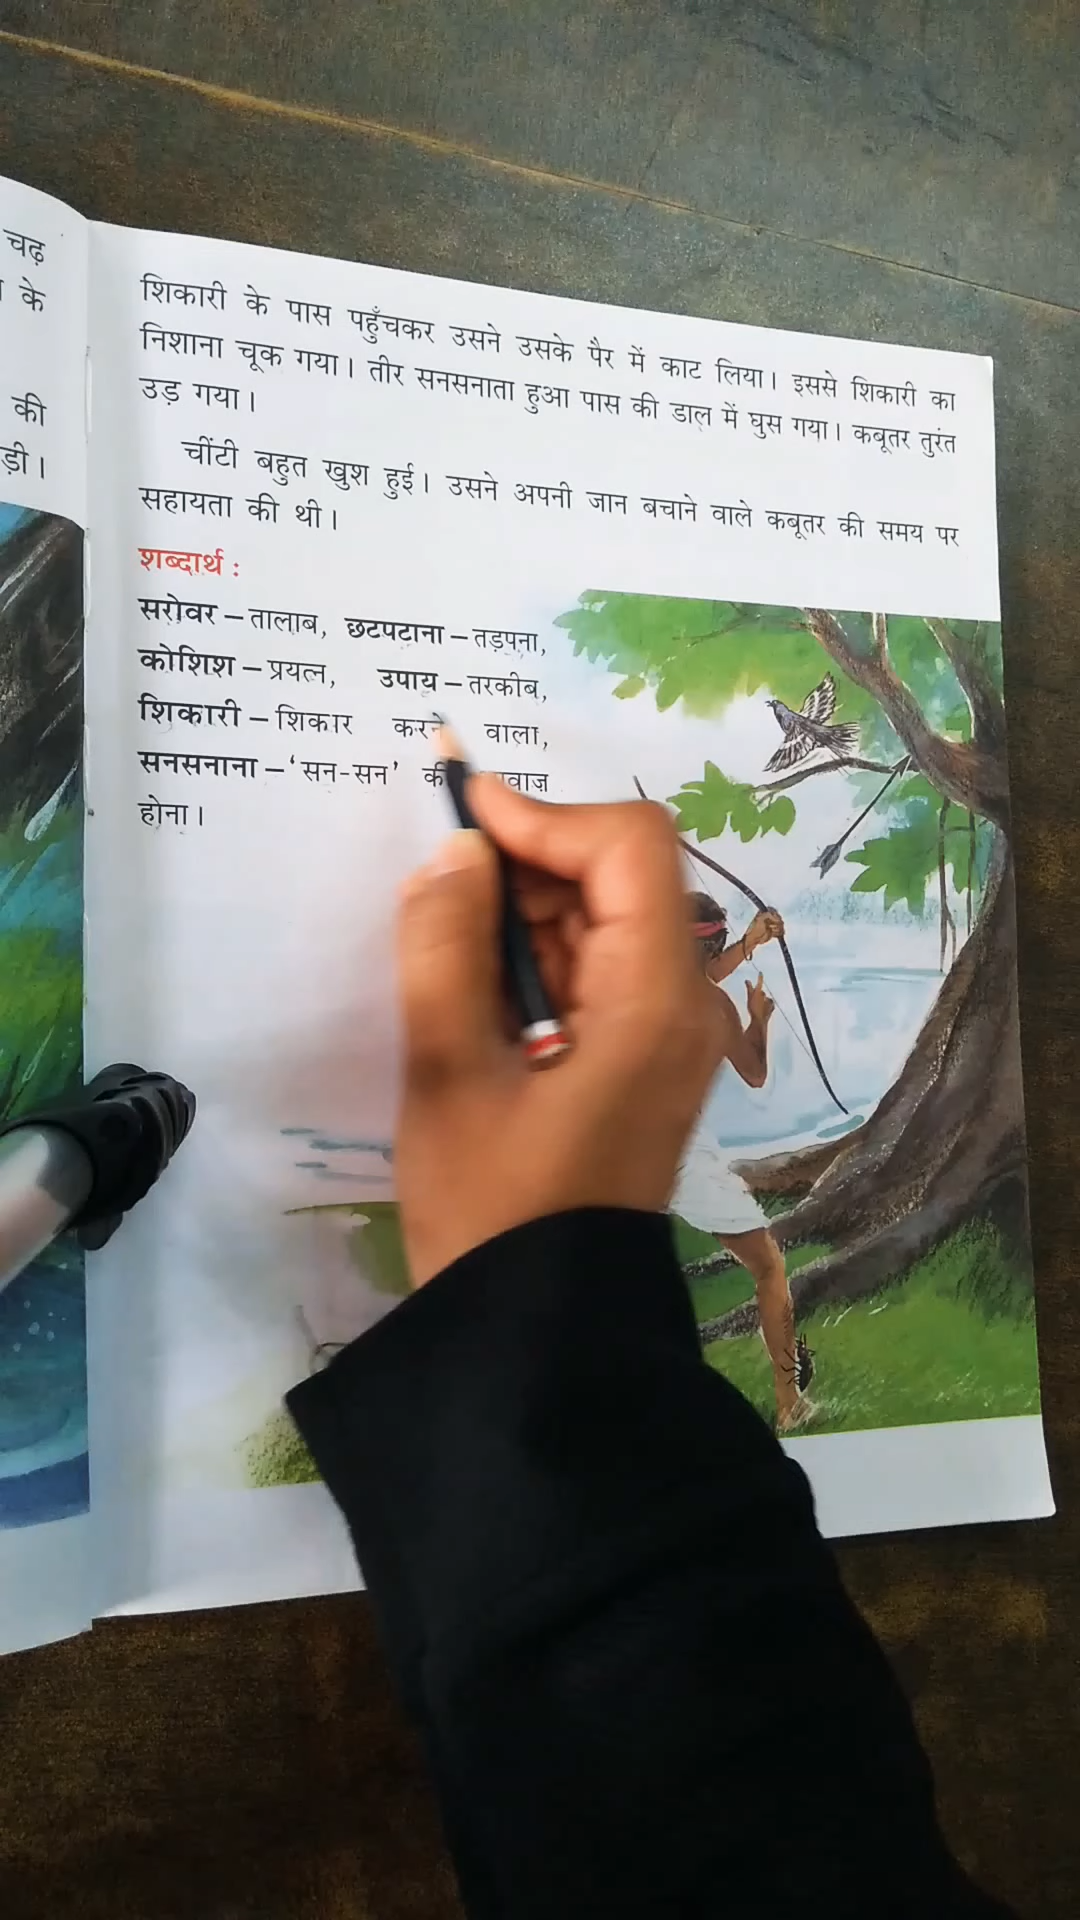 चढ़
के
की
ड़ी।
शिकारी के पास पहुँचकर उसने उसके पैर में काट लिया। इससे शिकारी का
निशाना चूक गया। तीर सनसनाता हुआ पास की डाल में घुस गया। कबूतर तुरंत
उड़ गया।
चींटी बहुत खुश हुई। उसने अपनी जान बचाने वाले कबूतर की समय पर
सहायता की थी।
शब्दार्थ :
सरोवर – तालाब, छटपटाना – तड़पना,
कोशिश – प्रयत्न, उपाय – तरकीब,
शिकारी – शिकार करने वाला,
सनसनाना – ‘सन-सन’ की
होना।